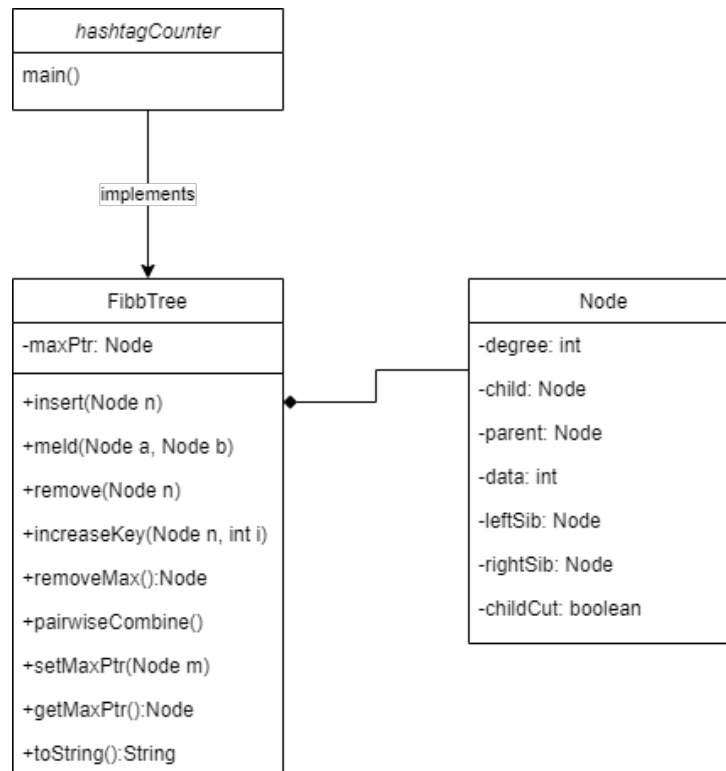 hashtagCounter
main()
implements
FibbTree
-maxPtr: Node
+insert(Node n)
+meld(Node a, Node b)
+remove(Node n)
+increaseKey(Node n, int i)
+removeMax():Node
+pairwiseCombine()
+setMaxPtr(Node m)
+getMaxPtr():Node
+toString():String
Node
-degree: int
-child: Node
-parent: Node
-data: int
-leftSib: Node
-rightSib: Node
-childCut: boolean